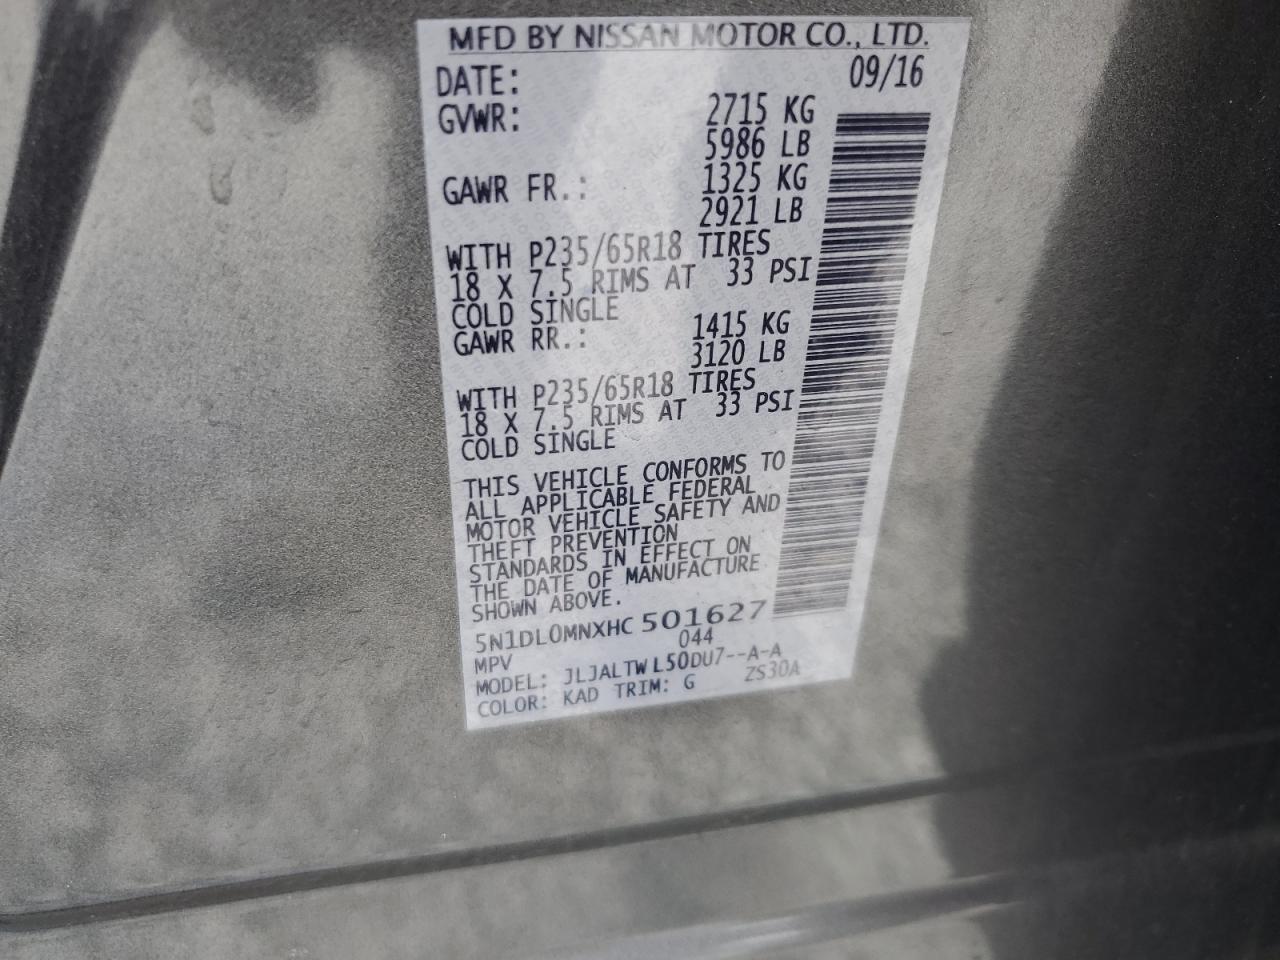 MFD BY NISSAN MOTOR CO., LTD.
DATE: 09/16
GVWR: 2715 KG
5986 LB
GAWR FR.: 1325 KG
2921 LB
WITH P235/65R18 TIRES
18 X 7.5 RIMS AT 33 PSI
COLD SINGLE
GAWR RR.: 1415 KG
3120 LB
WITH P235/65R18 TIRES
18 X 7.5 RIMS AT 33 PSI
COLD SINGLE
THIS VEHICLE CONFORMS TO
ALL APPLICABLE FEDERAL
MOTOR VEHICLE SAFETY AND
THEFT PREVENTION
STANDARDS IN EFFECT ON
THE DATE OF MANUFACTURE
SHOWN ABOVE.
5N1DL0MNXHC 501627
MPV 044
MODEL: JLJALTWL50DU7--A-A
COLOR: KAD TRIM: G ZS30A